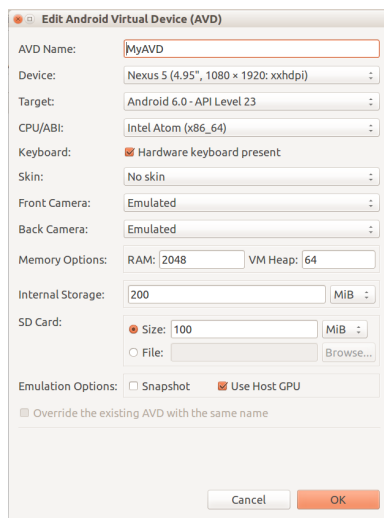 Edit Android Virtual Device (AVD)
AVD Name: MyAVD
Device: Nexus 5 (4.95", 1080 × 1920: xxhdpi)
Target: Android 6.0 - API Level 23
CPU/ABI: Intel Atom (x86_64)
Keyboard: Hardware keyboard present
Skin: No skin
Front Camera: Emulated
Back Camera: Emulated
Memory Options: RAM: 2048 VM Heap: 64
Internal Storage: 200 MiB
SD Card:
Size: 100 MiB
File: Browse...
Emulation Options: Snapshot Use Host GPU
Override the existing AVD with the same name
Cancel OK